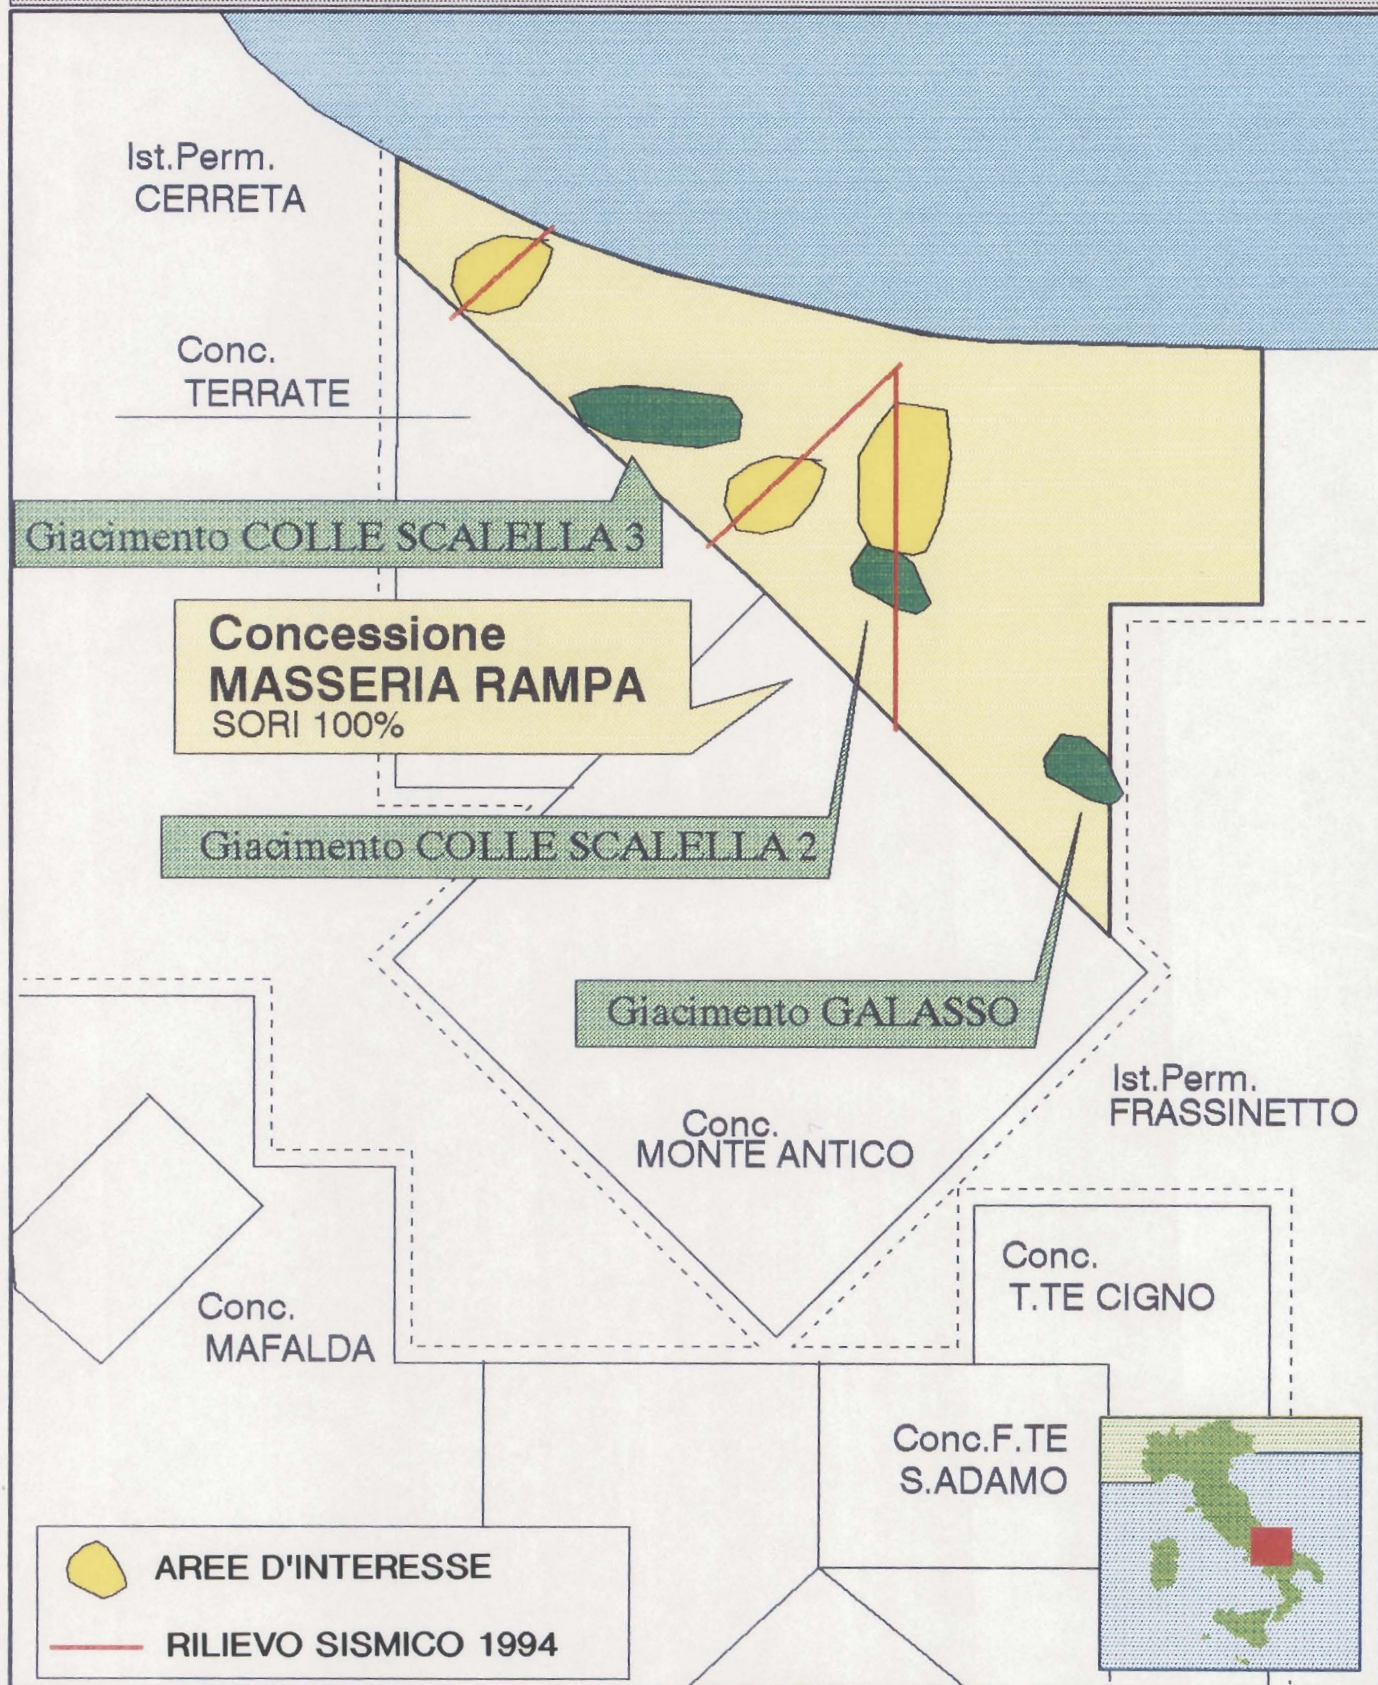 Ist.Perm.
CERRETA
Conc.
TERRATE
Giacimento COLLE SCALELLA 3
Concessione
MASSERIA RAMPA
SORI 100%
Giacimento COLLE SCALELLA 2
Giacimento GALASSO
Ist.Perm.
FRASSINETTO
Conc.
MONTE ANTICO
Conc.
T.TE CIGNO
Conc.
MAFALDA
Conc.F.TE
S.ADAMO
AREE D'INTERESSE
RILIEVO SISMICO 1994